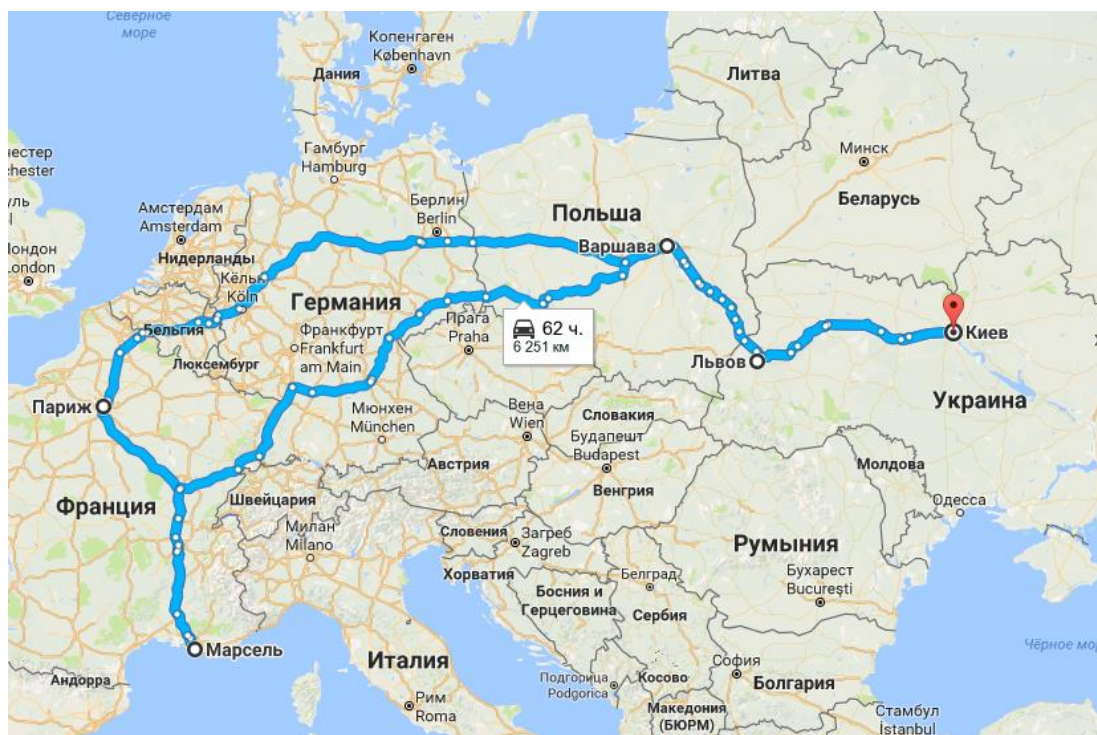 Северное
море
Копенгаген
København
Дания
Литва
Минск
честер
chester
Гамбург
Hamburg
Беларусь
уль
ol
Амстердам
Amsterdam
Берлин
Berlin
Польша
Варшава
Лондон
London
Нидерланды
Кёльн
Köln
Германия
Прага
Praha
62 ч.
6 251 км
Киев
Бельгия
Франкфурт
Frankfurt
am Main
Львов
Люксембург
Париж
Мюнхен
München
Вена
Wien
Словакия
Украина
Будапешт
Budapest
Австрия
Молдова
Швейцария
Венгрия
Одесса
Франция
Милан
Milano
Словения
Загреб
Zagreb
Румыния
Хорватия
Белград
Бухарест
București
Босния и
Герцеговина
Сербия
Марсель
Италия
Чёрное мор
Андорра
Подгорица
Podgorica
Косово
София
Болгария
Рим
Roma
Македония
(БЮРМ)
Стамбул
İstanbul